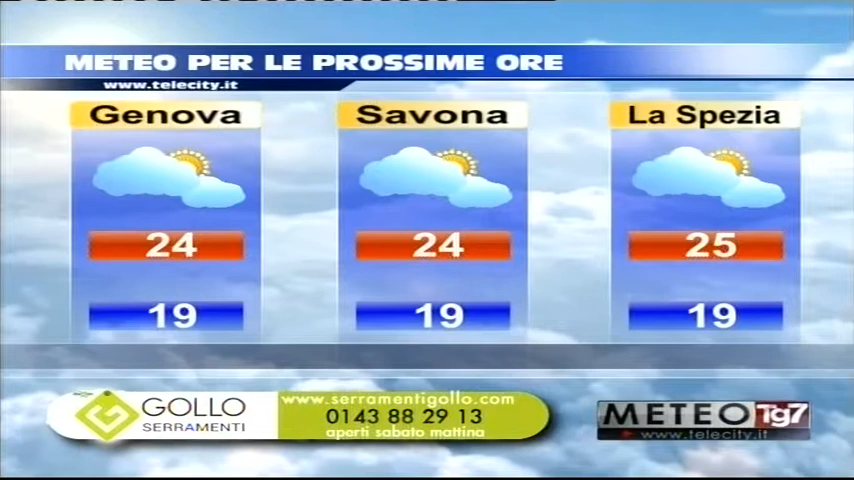 METEO PER LE PROSSIME ORE
www.telecity.it
Genova Savona La Spezia
24 24 25
19 19 19
GOLLO
SERRAMENTI
www.serramentigollo.com
0143 88 29 13
aperti sabato mattina
METEO Tg7
www.telecity.it